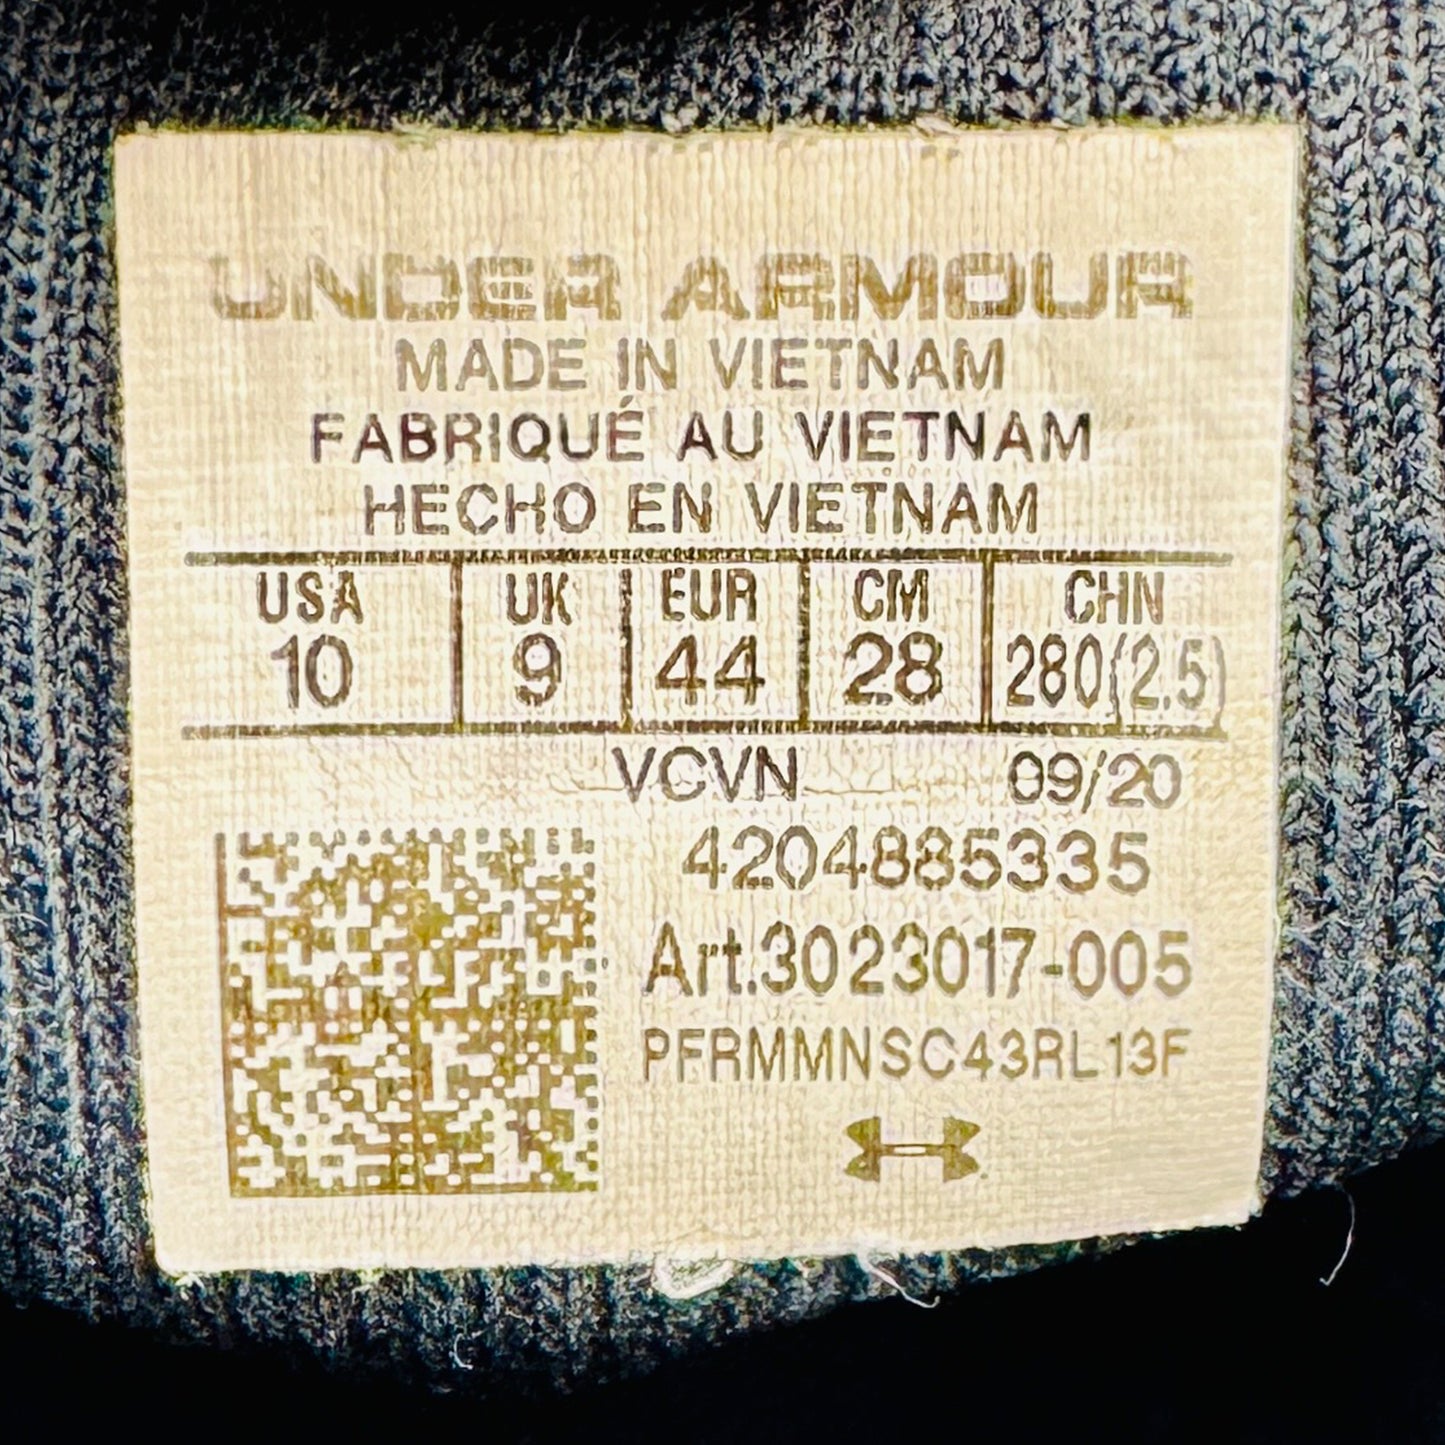 UNDER ARMOUR
MADE IN VIETNAM
FABRIQUÉ AU VIETNAM
HECHO EN VIETNAM
USA UK EUR CM CHN
10 9 44 28 280(2.5)
VCVN 09/20
4204885335
Art.3023017-005
PFRMMNSC43RL13F